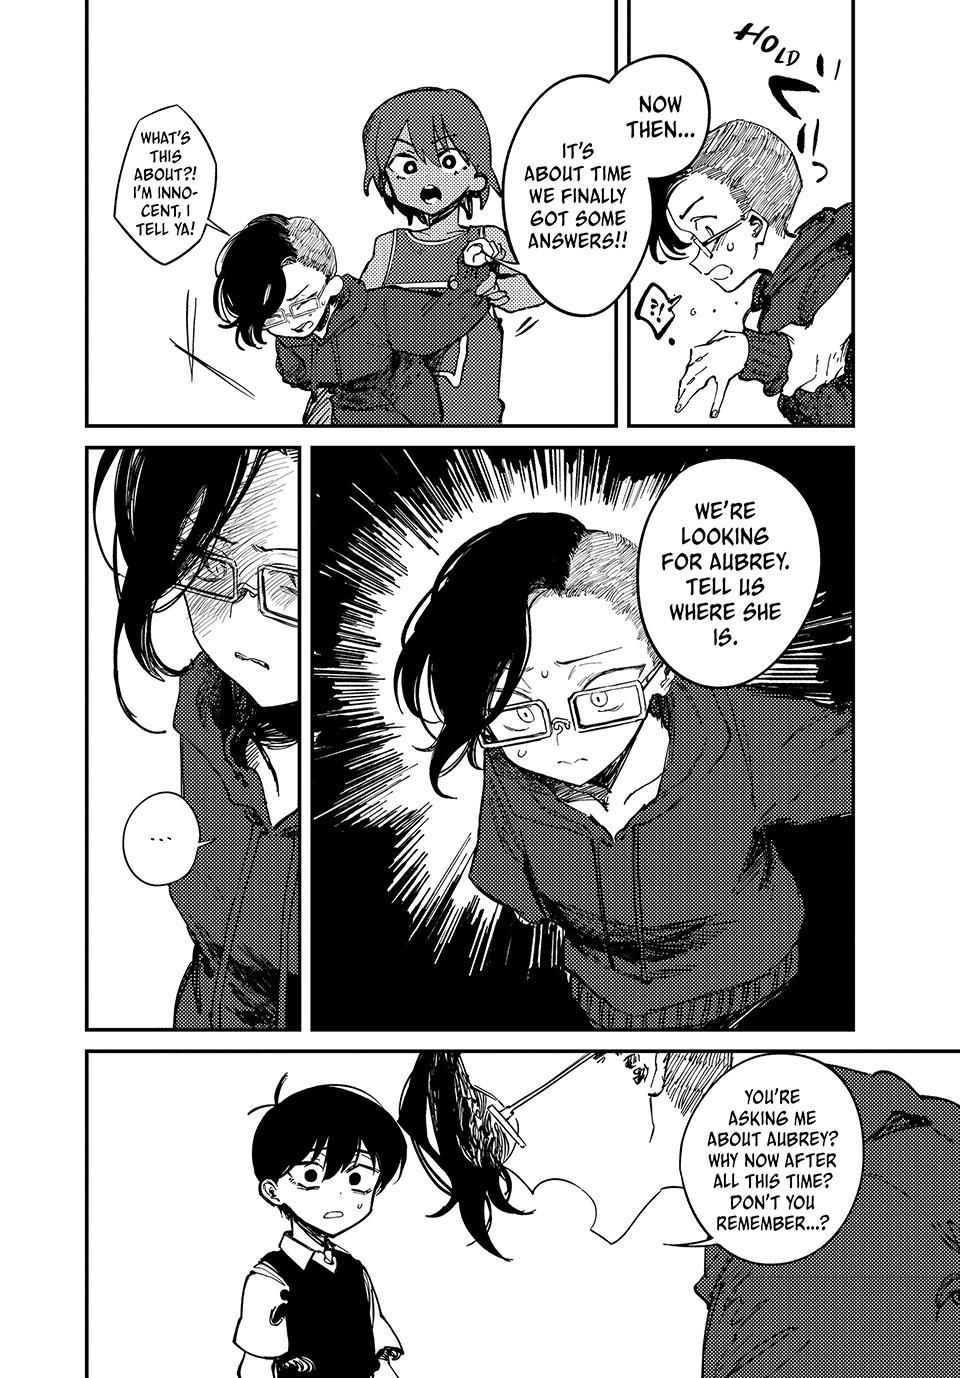 HOLD
NOW
THEN...
IT'S
ABOUT TIME
WE FINALLY
GOT SOME
ANSWERS!!
?!
WHAT'S
THIS
ABOUT?!
I'M INNO-
CENT, I
TELL YA!
WE'RE
LOOKING
FOR AUBREY.
TELL US
WHERE SHE
IS.
...
YOU'RE
ASKING ME
ABOUT AUBREY?
WHY NOW AFTER
ALL THIS TIME?
DON'T YOU
REMEMBER...?